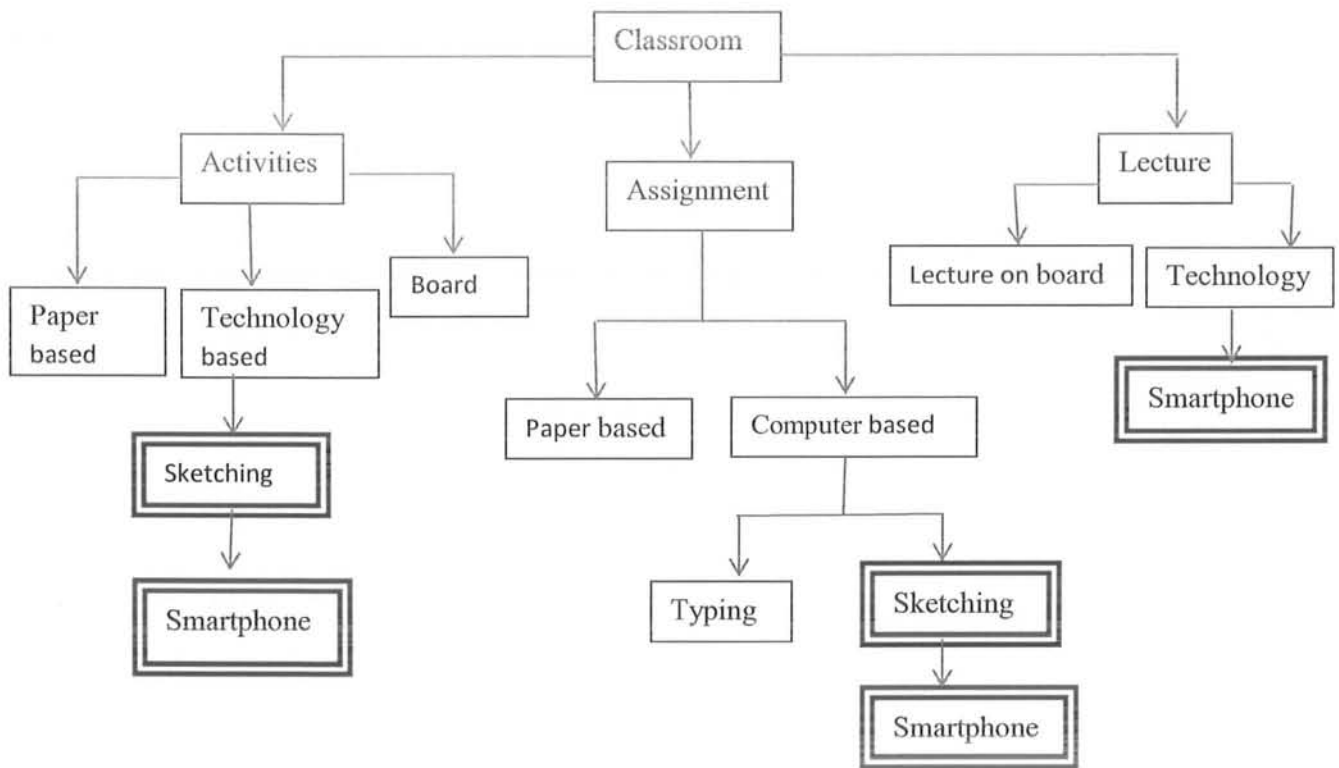 Classroom
Activities
Assignment
Lecture
Paper
based
Technology
based
Board
Lecture on board
Technology
Smartphone
Paper based
Computer based
Sketching
Smartphone
Typing
Sketching
Smartphone